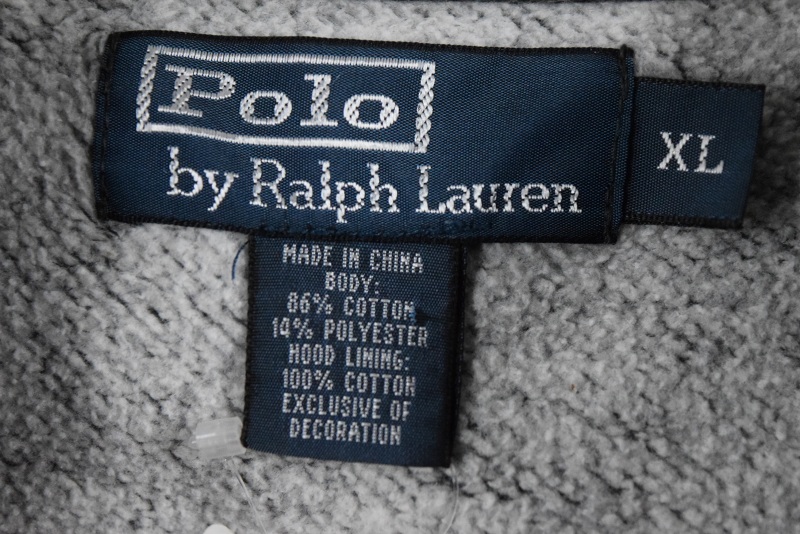 Polo
by Ralph Lauren
XL
MADE IN CHINA
BODY:
86% COTTON
14% POLYESTER
HOOD LINING:
100% COTTON
EXCLUSIVE OF
DECORATION